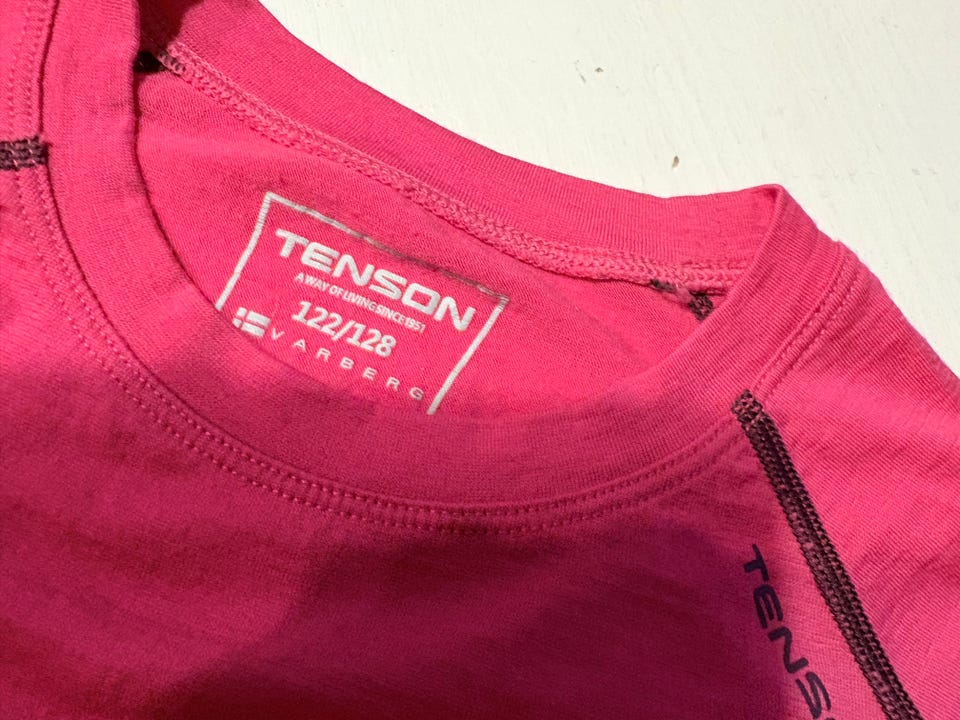 TENSON
A WAY OF LIVING SINCE 1951
122/128
VARBERG
TENS